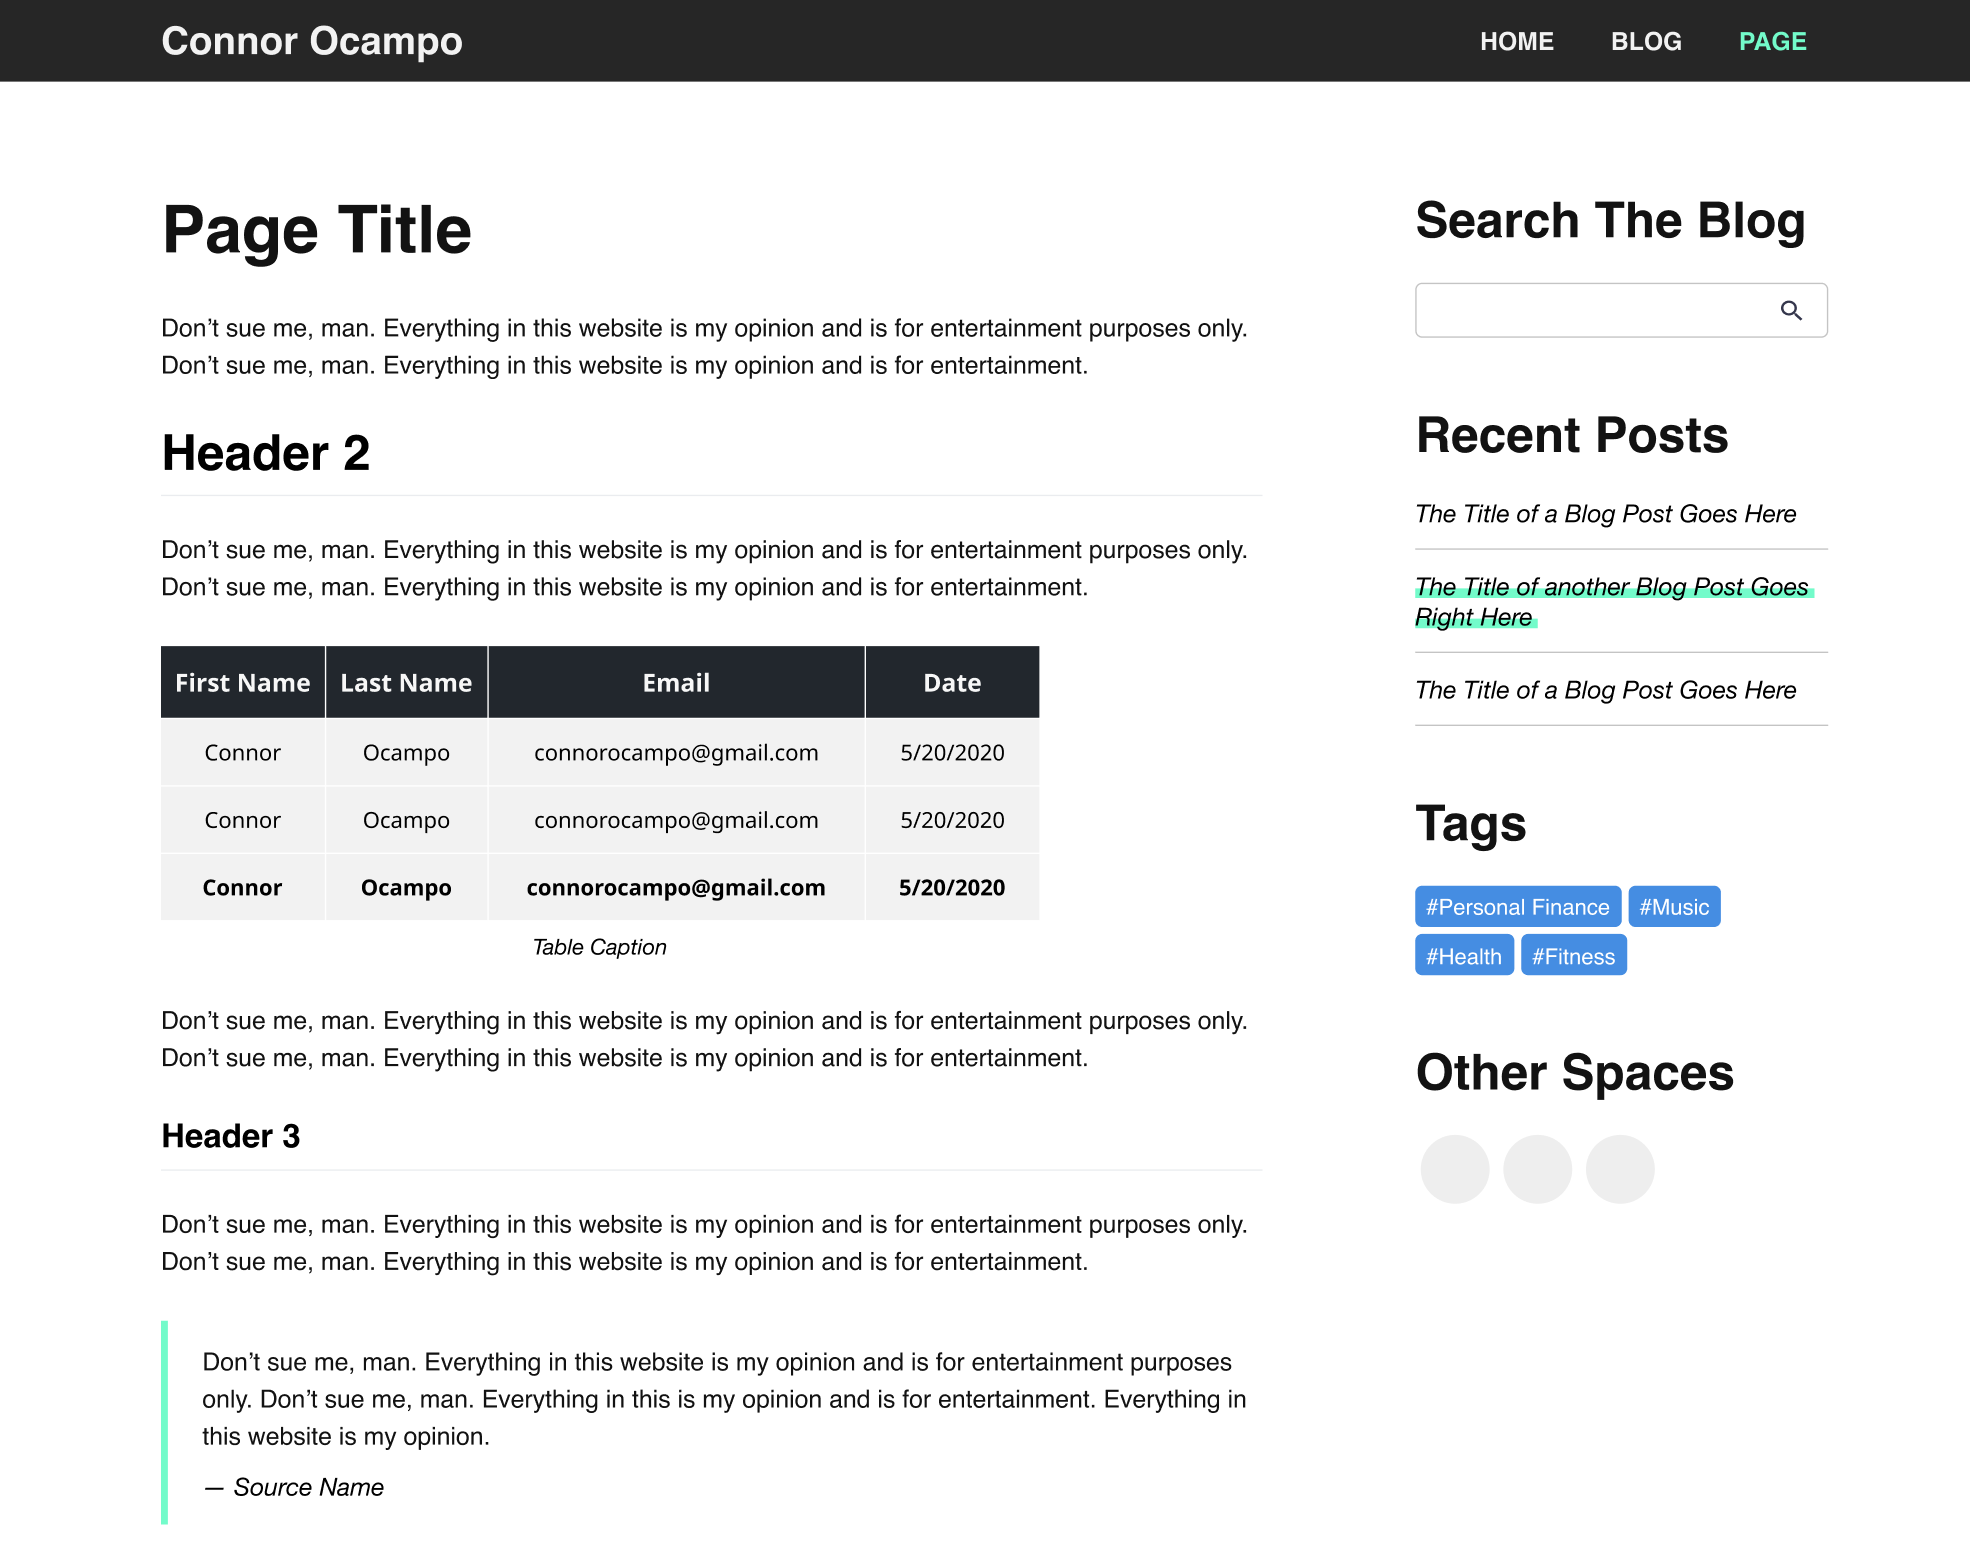 Connor Ocampo
HOME BLOG PAGE
Page Title
Don’t sue me, man. Everything in this website is my opinion and is for entertainment purposes only.
Don’t sue me, man. Everything in this website is my opinion and is for entertainment.
Header 2
Don’t sue me, man. Everything in this website is my opinion and is for entertainment purposes only.
Don’t sue me, man. Everything in this website is my opinion and is for entertainment.
First Name Last Name Email Date
Connor Ocampo connorocampo@gmail.com 5/20/2020
Connor Ocampo connorocampo@gmail.com 5/20/2020
Connor Ocampo connorocampo@gmail.com 5/20/2020
Table Caption
Don’t sue me, man. Everything in this website is my opinion and is for entertainment purposes only.
Don’t sue me, man. Everything in this website is my opinion and is for entertainment.
Header 3
Don’t sue me, man. Everything in this website is my opinion and is for entertainment purposes only.
Don’t sue me, man. Everything in this website is my opinion and is for entertainment.
Don’t sue me, man. Everything in this website is my opinion and is for entertainment purposes
only. Don’t sue me, man. Everything in this is my opinion and is for entertainment. Everything in
this website is my opinion.
— Source Name
Search The Blog
Recent Posts
The Title of a Blog Post Goes Here
The Title of another Blog Post Goes
Right Here
The Title of a Blog Post Goes Here
Tags
#Personal Finance #Music
#Health #Fitness
Other Spaces